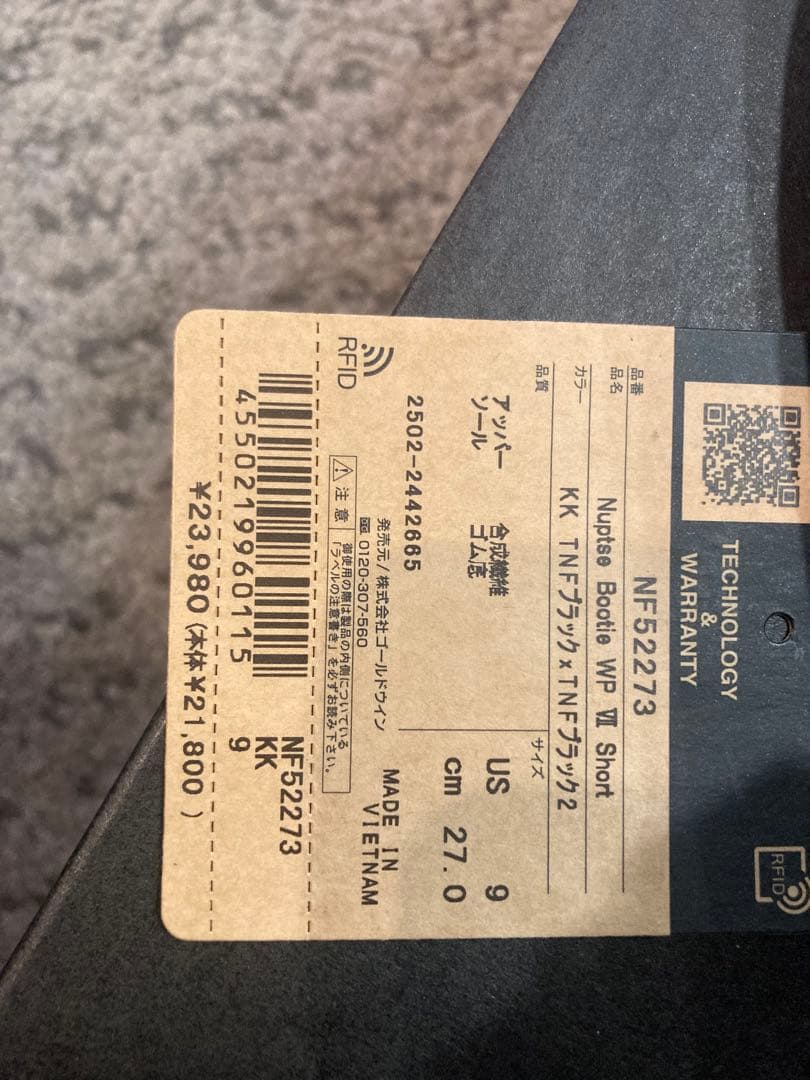 TECHNOLOGY
&
WARRANTY
RFID
品番 NF52273
品名 Nuptse Bootie WP Ⅶ Short
カラー KK TNFブラックxTNFブラック2
品質
サイズ
アッパー 合成繊維
ソール ゴム底
US 9
cm 27.0
2502-2442665
発売元/株式会社ゴールドウイン
0120-307-560
MADE IN
VIETNAM
RFID
注意
御使用の際は製品の内側についている
「ラベルの注意書き」を必ずお読み下さい。
4550219960115
NF52273
KK
9
¥23,980(本体¥21,800 )